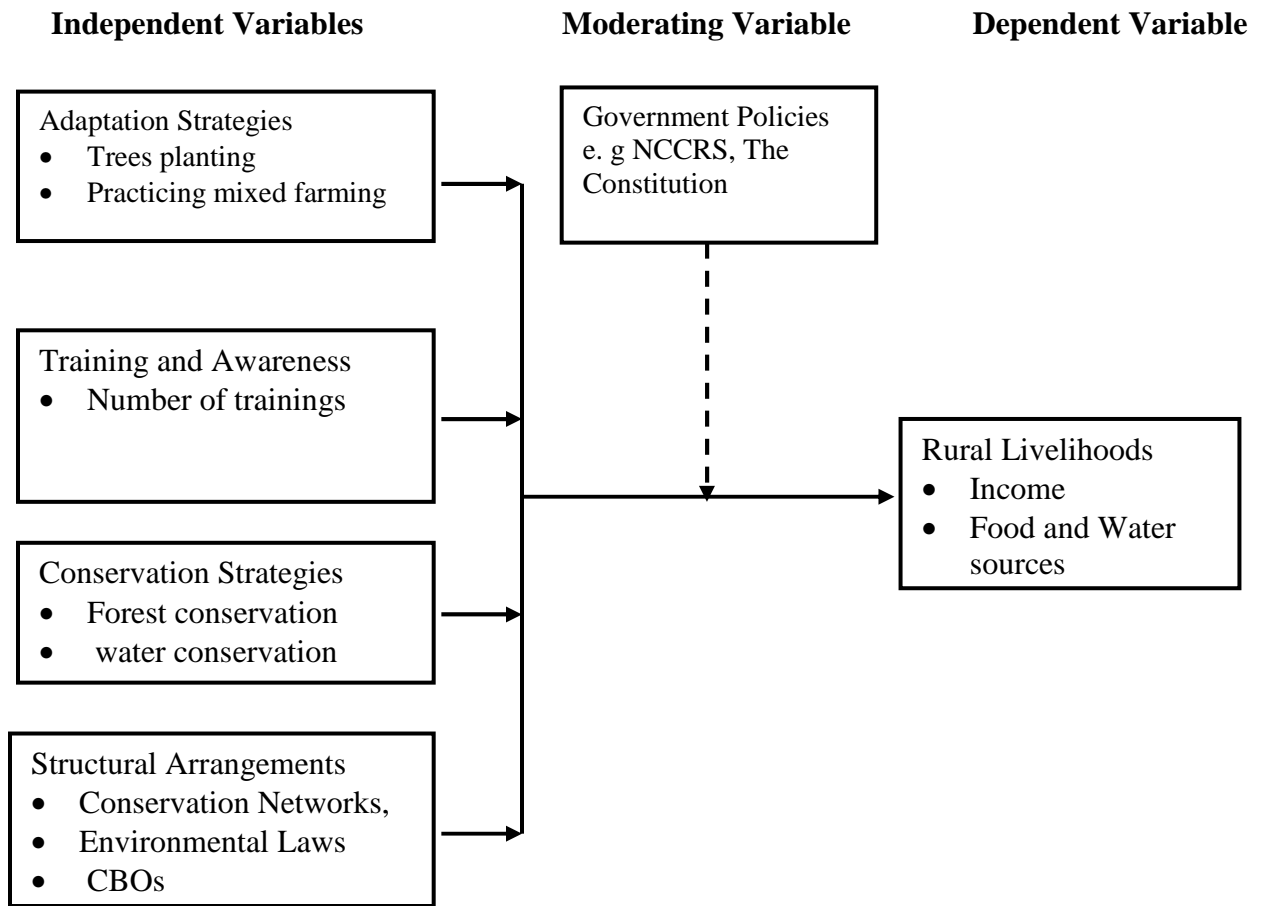 Independent Variables Moderating Variable Dependent Variable
Adaptation Strategies
• Trees planting
• Practicing mixed farming
Government Policies
e. g NCCRS, The
Constitution
Training and Awareness
• Number of trainings
Rural Livelihoods
• Income
• Food and Water
sources
Conservation Strategies
• Forest conservation
• water conservation
Structural Arrangements
• Conservation Networks,
• Environmental Laws
• CBOs